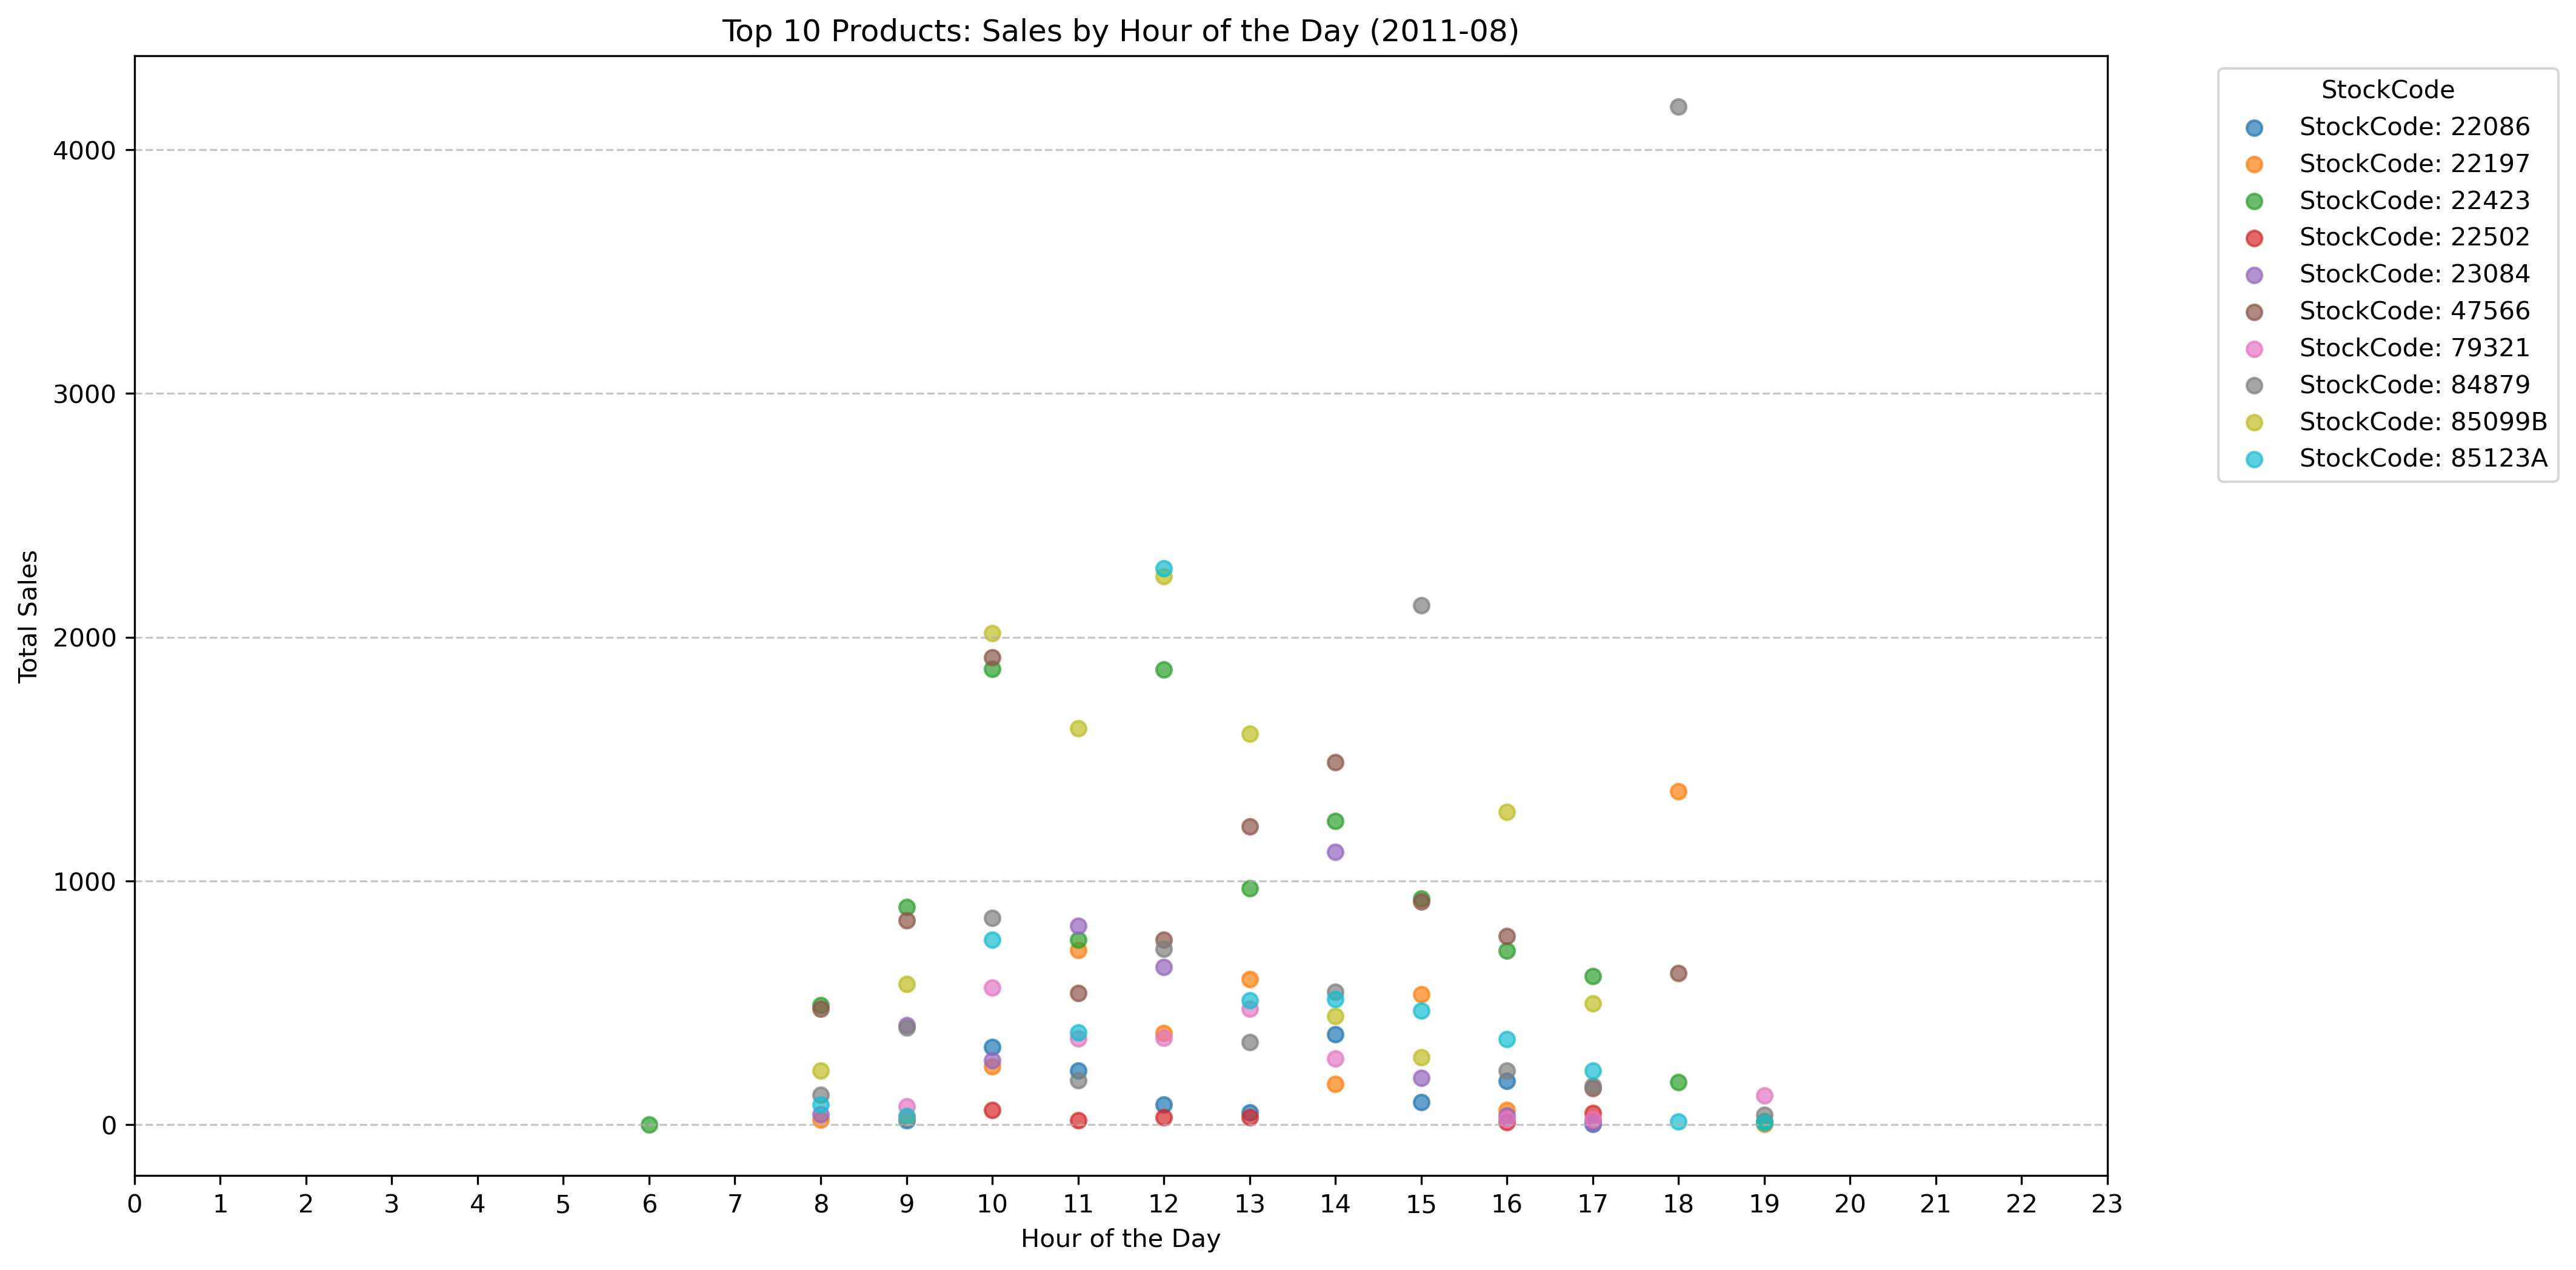 Top 10 Products: Sales by Hour of the Day (2011-08)
Total Sales
4000
3000
2000
1000
0
0 1 2 3 4 5 6 7 8 9 10 11 12 13 14 15 16 17 18 19 20 21 22 23
Hour of the Day
StockCode
StockCode: 22086
StockCode: 22197
StockCode: 22423
StockCode: 22502
StockCode: 23084
StockCode: 47566
StockCode: 79321
StockCode: 84879
StockCode: 85099B
StockCode: 85123A